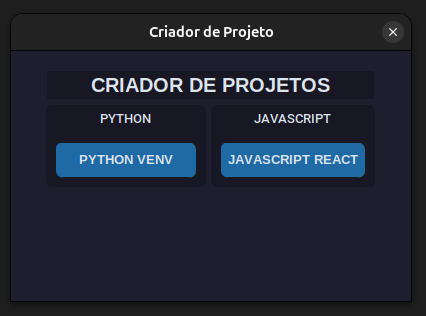 Criador de Projeto
CRIADOR DE PROJETOS
PYTHON
PYTHON VENV
JAVASCRIPT
JAVASCRIPT REACT